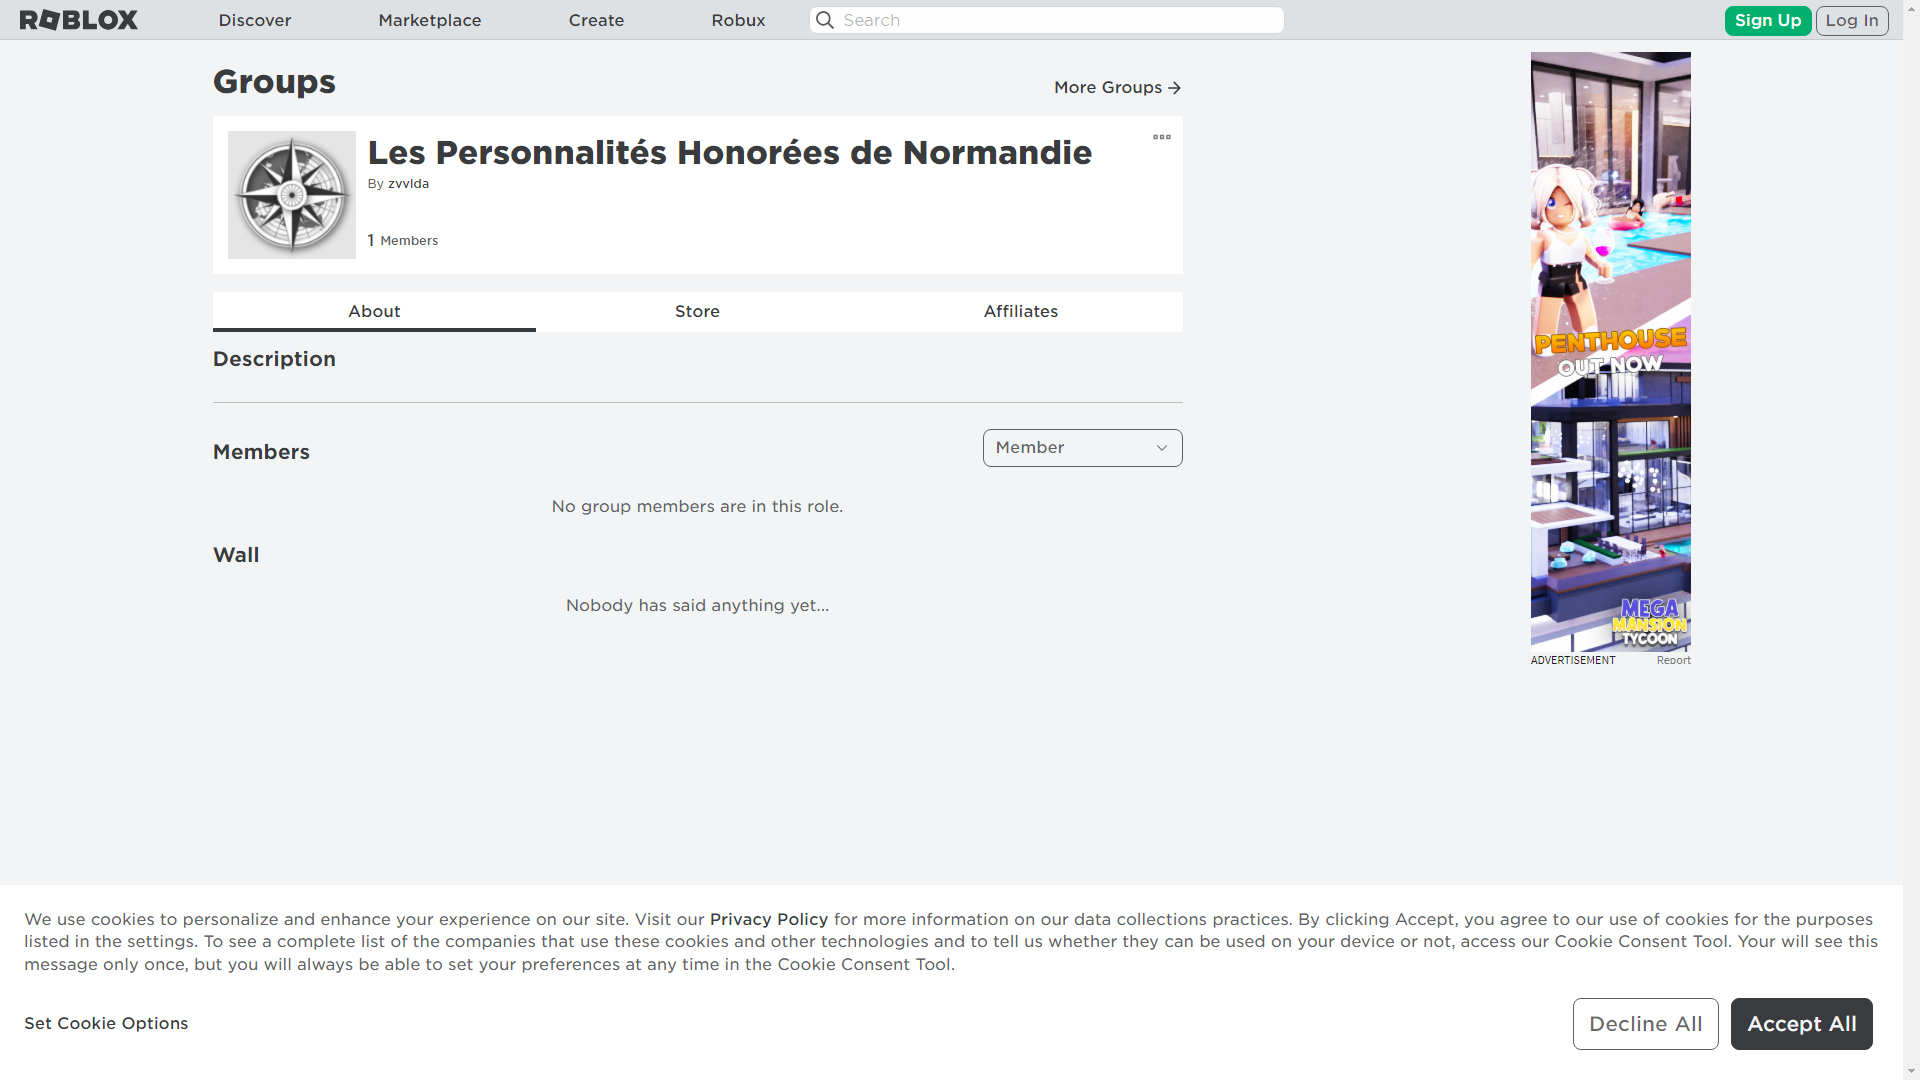 ROBLOX Discover Marketplace Create Robux Search Sign Up Log In
Groups
More Groups
Les Personnalités Honorées de Normandie
By zvvlda
1 Members
About Store Affiliates
Description
Members
Member
No group members are in this role.
Wall
Nobody has said anything yet...
PENTHOUSE
OUT NOW
MEGA
MANSION
TYCOON
ADVERTISEMENT Report
We use cookies to personalize and enhance your experience on our site. Visit our Privacy Policy for more information on our data collections practices. By clicking Accept, you agree to our use of cookies for the purposes
listed in the settings. To see a complete list of the companies that use these cookies and other technologies and to tell us whether they can be used on your device or not, access our Cookie Consent Tool. Your will see this
message only once, but you will always be able to set your preferences at any time in the Cookie Consent Tool.
Set Cookie Options
Decline All
Accept All